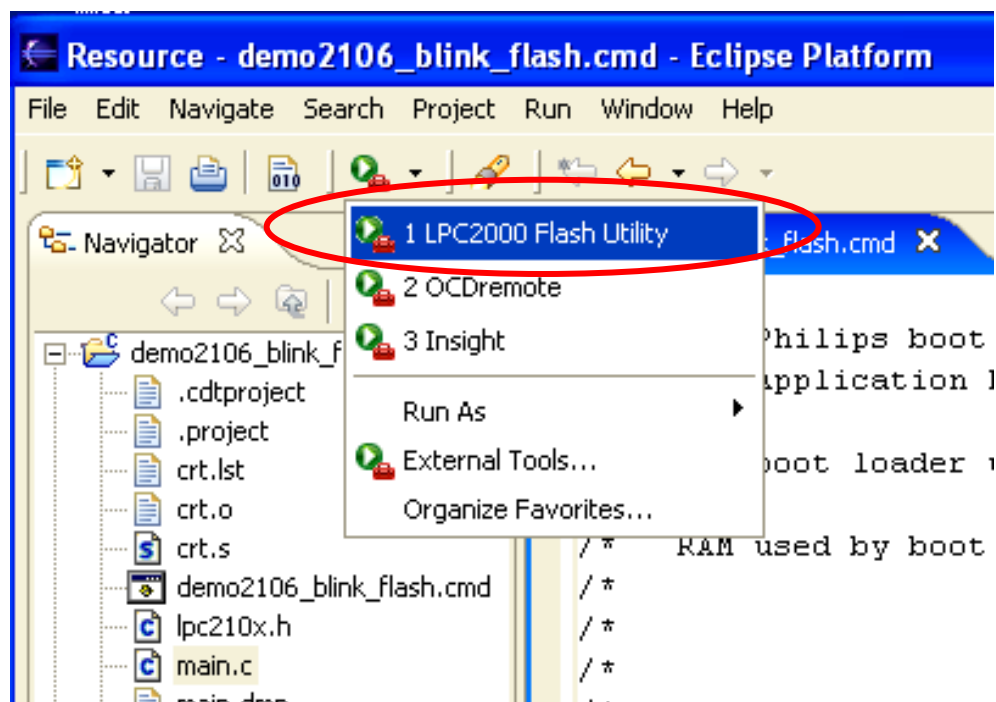 Resource - demo2106_blink_flash.cmd - Eclipse Platform
File Edit Navigate Search Project Run Window Help
010
Navigator
_flash.cmd
1 LPC2000 Flash Utility
2 OCDremote
3 Insight
Run As
External Tools...
Organize Favorites...
demo2106_blink_f
.cdtproject
.project
crt.lst
crt.o
crt.s
demo2106_blink_flash.cmd
lpc210x.h
main.c
Philips boot
application
boot loader
/* RAM used by boot
/*
/*
/*